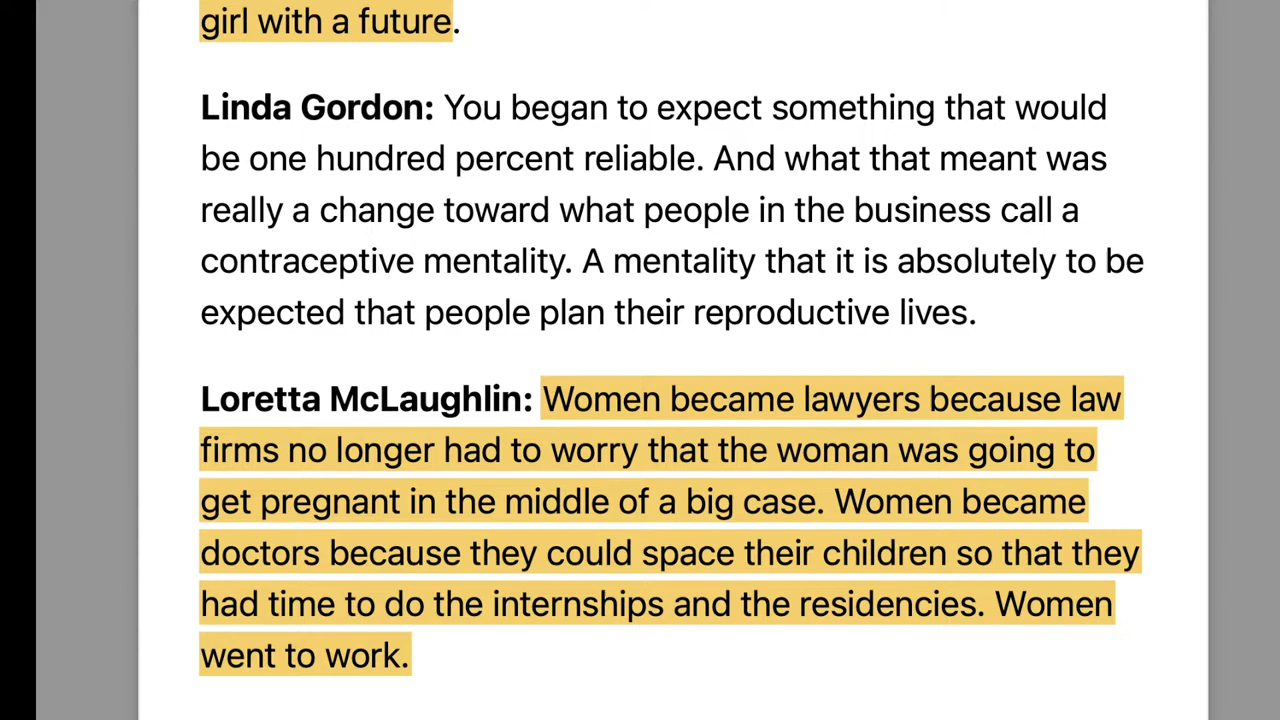 girl with a future.
Linda Gordon: You began to expect something that would
be one hundred percent reliable. And what that meant was
really a change toward what people in the business call a
contraceptive mentality. A mentality that it is absolutely to be
expected that people plan their reproductive lives.
Loretta McLaughlin: Women became lawyers because law
firms no longer had to worry that the woman was going to
get pregnant in the middle of a big case. Women became
doctors because they could space their children so that they
had time to do the internships and the residencies. Women
went to work.